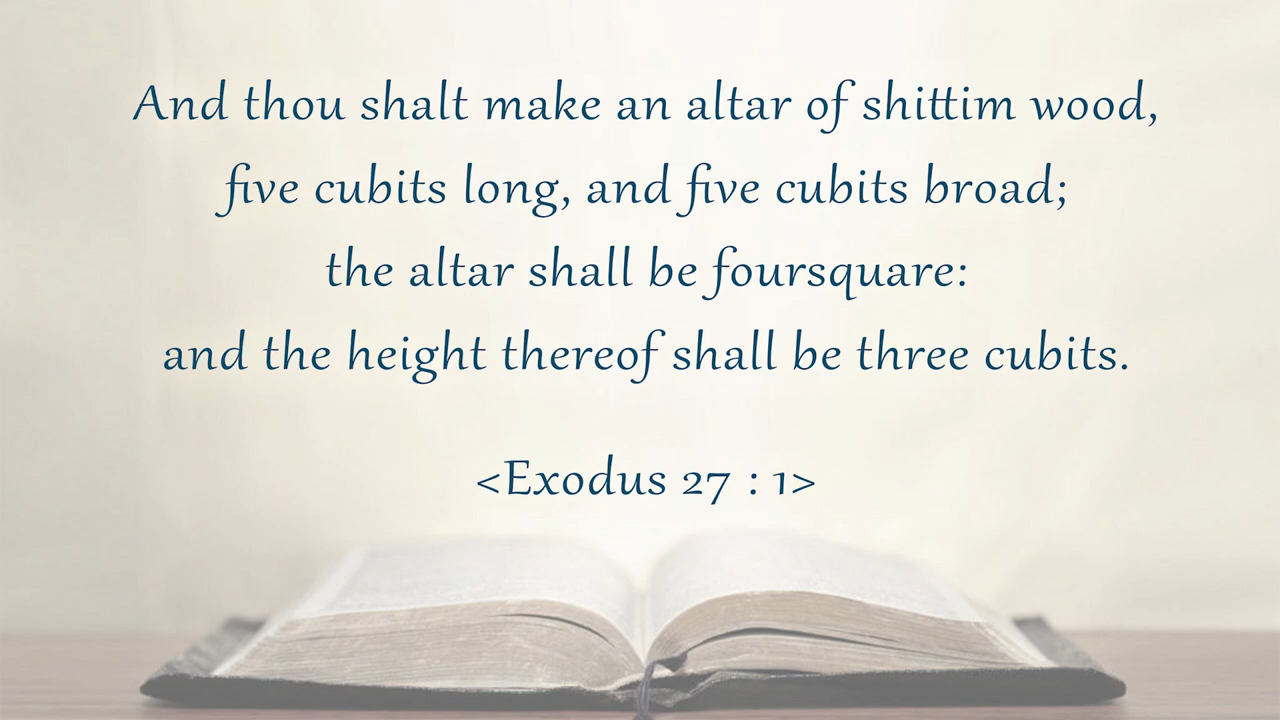 And thou shalt make an altar of shittim wood,
five cubits long, and five cubits broad;
the altar shall be foursquare:
and the height thereof shall be three cubits.
<Exodus 27 : 1>